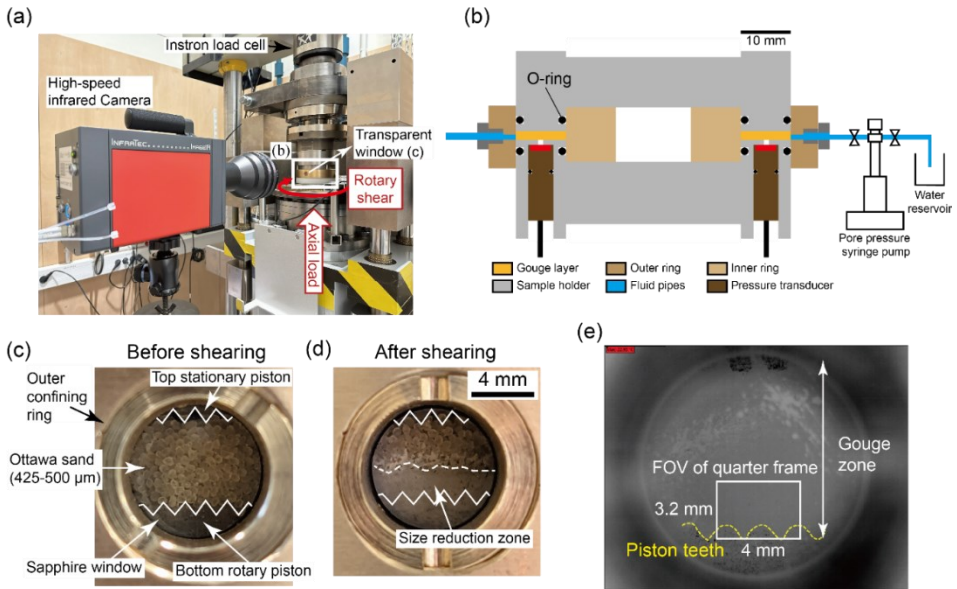 (a)
Instron load cell
High-speed
infrared Camera
INFRATEC
(b)
Transparent
window (c)
Rotary
shear
Axial load
(b)
10 mm
O-ring
Water
reservoir
Pore pressure
syringe pump
Gouge layer
Outer ring
Inner ring
Sample holder
Fluid pipes
Pressure transducer
(c)
Before shearing
Outer
confining
ring
Top stationary piston
Ottawa sand
(425-500 μm)
Sapphire window
Bottom rotary piston
(d)
After shearing
4 mm
Size reduction zone
(e)
Gouge
zone
FOV of quarter frame
3.2 mm
Piston teeth
4 mm